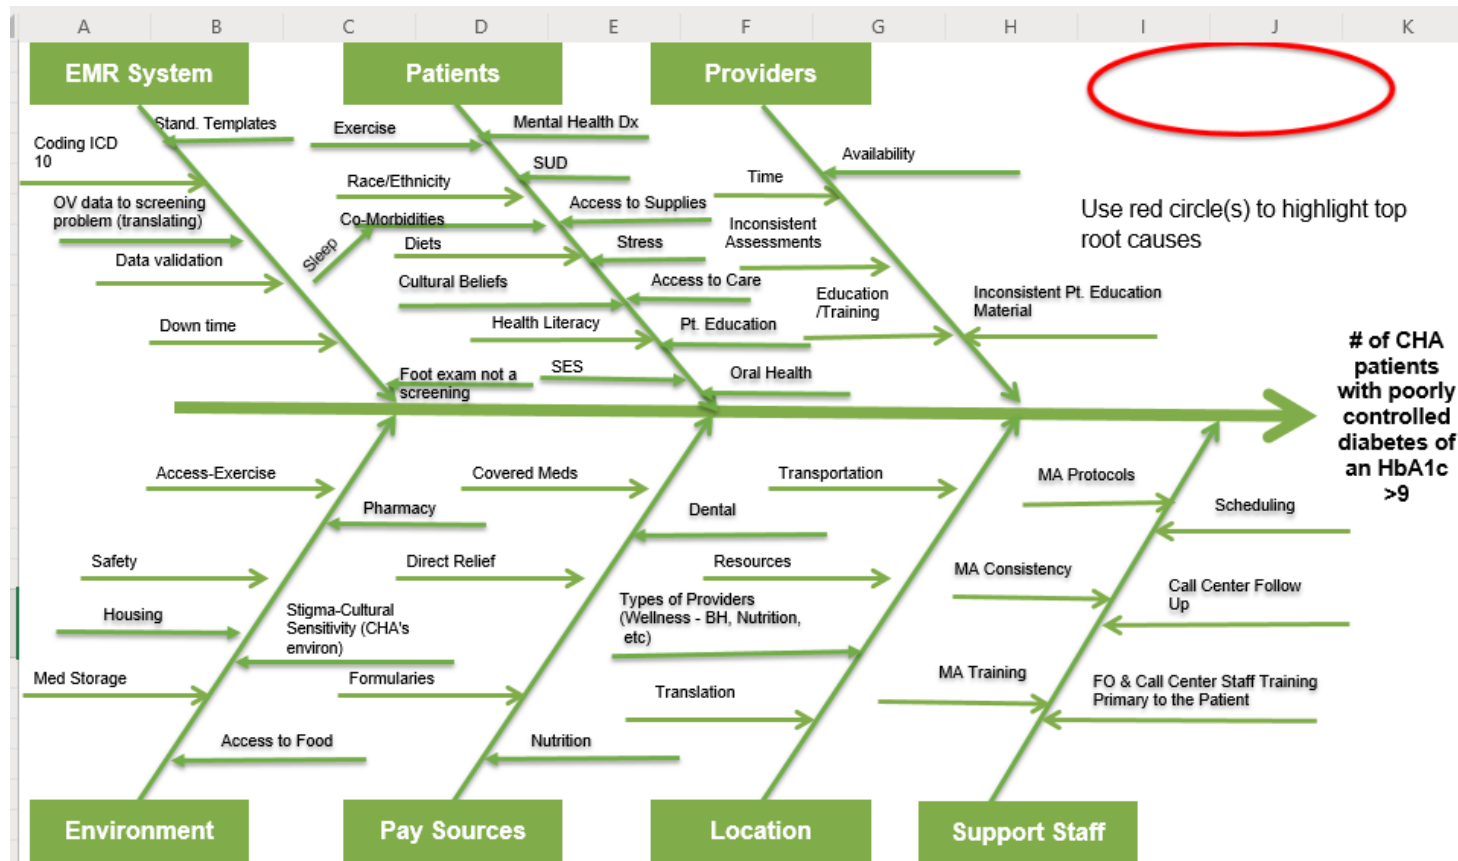 A B C D E F G H I J K
EMR System
Patients
Providers
Stand. Templates
Coding ICD
10
OV data to screening
problem (translating)
Data validation
Down time
Foot exam not a
screening
Exercise
Mental Health Dx
SUD
Race/Ethnicity
Co-Morbidities
Sleep
Access to Supplies
Diets
Stress
Cultural Beliefs
Access to Care
Health Literacy
Pt. Education
SES
Oral Health
Availability
Time
Inconsistent
Assessments
Education
/Training
Inconsistent Pt. Education
Material
Use red circle(s) to highlight top
root causes
# of CHA
patients
with poorly
controlled
diabetes of
an HbA1c
>9
Access-Exercise
Pharmacy
Safety
Housing
Stigma-Cultural
Sensitivity (CHA's
environ)
Med Storage
Access to Food
Covered Meds
Dental
Direct Relief
Formularies
Nutrition
Transportation
Resources
Types of Providers
(Wellness - BH, Nutrition,
etc)
Translation
MA Protocols
Scheduling
MA Consistency
Call Center Follow
Up
MA Training
FO & Call Center Staff Training
Primary to the Patient
Environment
Pay Sources
Location
Support Staff